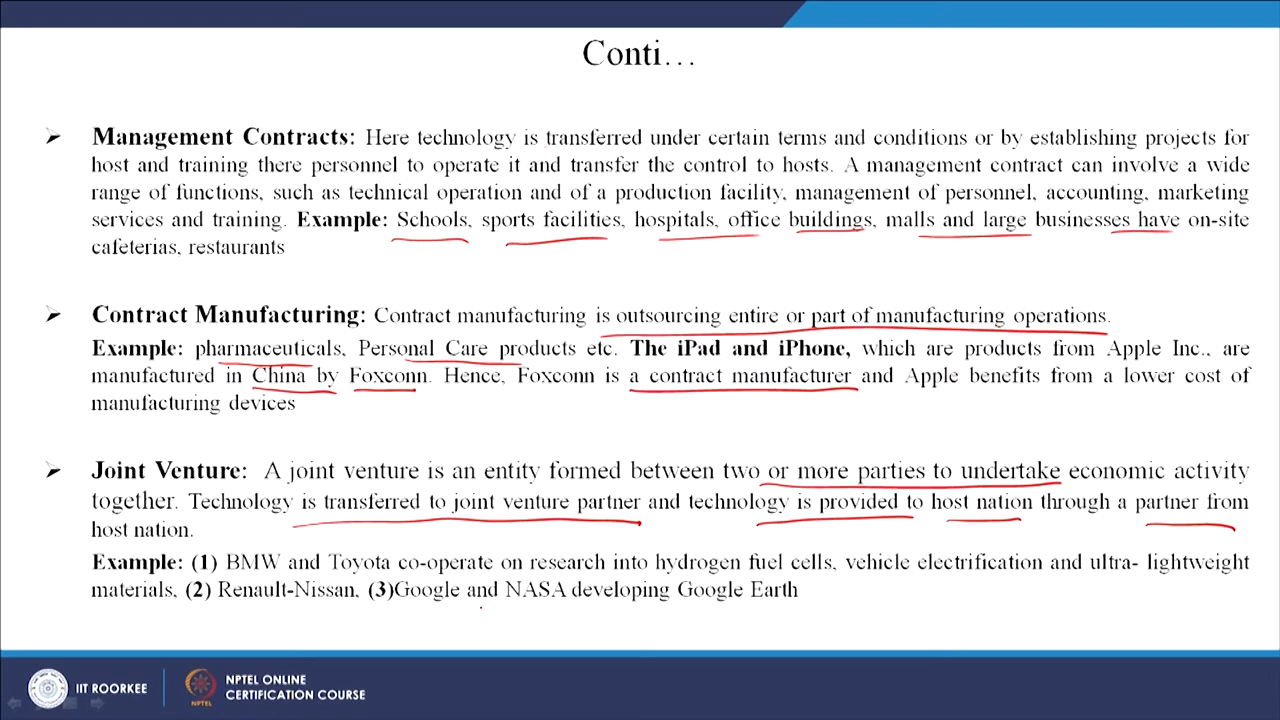 Conti…
➢ Management Contracts: Here technology is transferred under certain terms and conditions or by establishing projects for
host and training there personnel to operate it and transfer the control to hosts. A management contract can involve a wide
range of functions, such as technical operation and of a production facility, management of personnel, accounting, marketing
services and training. Example: Schools, sports facilities, hospitals, office buildings, malls and large businesses have on-site
cafeterias, restaurants
➢ Contract Manufacturing: Contract manufacturing is outsourcing entire or part of manufacturing operations.
Example: pharmaceuticals, Personal Care products etc. The iPad and iPhone, which are products from Apple Inc., are
manufactured in China by Foxconn. Hence, Foxconn is a contract manufacturer and Apple benefits from a lower cost of
manufacturing devices
➢ Joint Venture: A joint venture is an entity formed between two or more parties to undertake economic activity
together. Technology is transferred to joint venture partner and technology is provided to host nation through a partner from
host nation.
Example: (1) BMW and Toyota co-operate on research into hydrogen fuel cells, vehicle electrification and ultra- lightweight
materials, (2) Renault-Nissan, (3)Google and NASA developing Google Earth
IIT ROORKEE
NPTEL
NPTEL ONLINE
CERTIFICATION COURSE